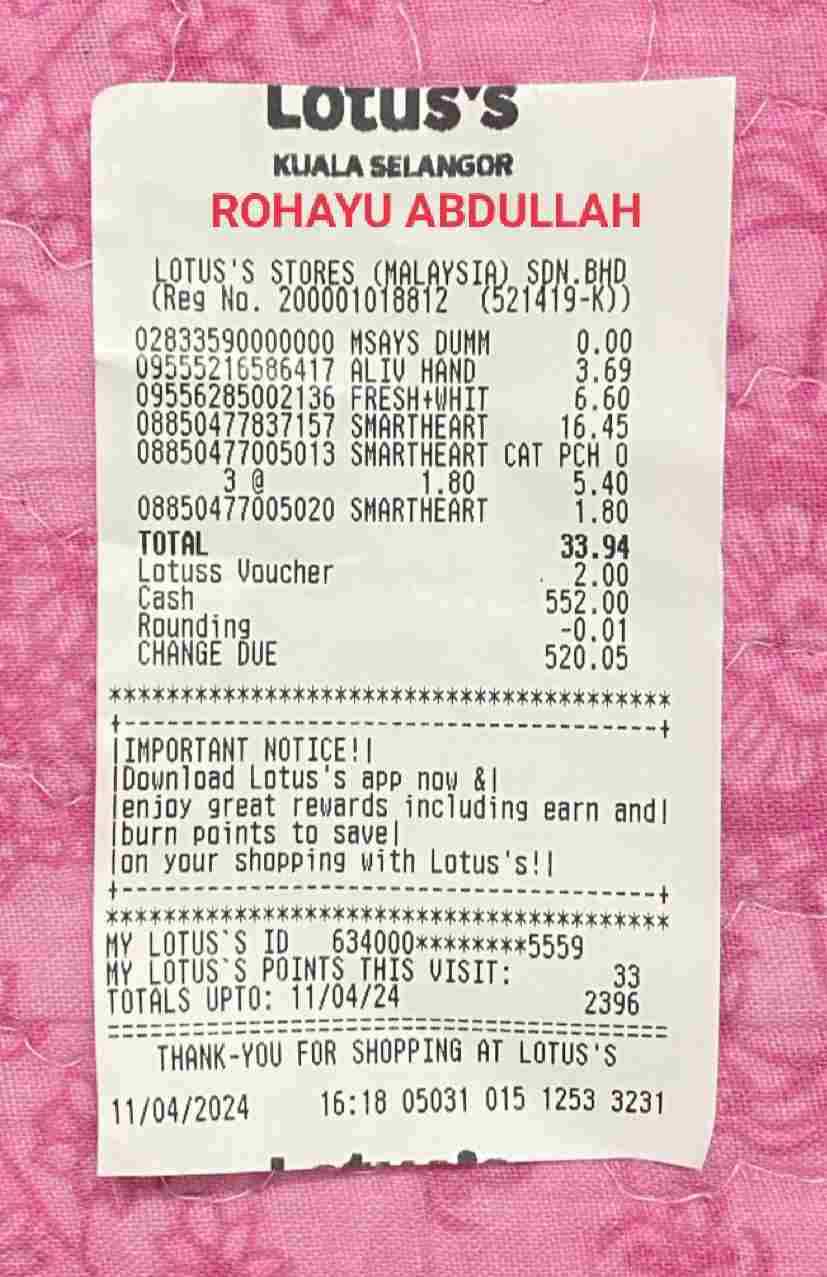 Lotus's
KUALA SELANGOR
ROHAYU ABDULLAH
LOTUS'S STORES (MALAYSIA) SDN.BHD
(Reg No. 200001018812 (521419-K))
02833590000000 MSAYS DUMM 0.00
09555216586417 ALIV HAND 3.69
09556285002136 FRESH+WHIT 6.60
08850477837157 SMARTHEART 16.45
08850477005013 SMARTHEART CAT PCH O
3 @ 1.80 5.40
08850477005020 SMARTHEART 1.80
TOTAL 33.94
Lotuss Voucher 2.00
Cash 552.00
Rounding -0.01
CHANGE DUE 520.05
****************************************
+--------------------------------------+
|IMPORTANT NOTICE!|
|Download Lotus's app now &|
|enjoy great rewards including earn and|
|burn points to save|
|on your shopping with Lotus's!|
+--------------------------------------+
****************************************
MY LOTUS`S ID 634000********5559
MY LOTUS`S POINTS THIS VISIT: 33
TOTALS UPTO: 11/04/24 2396
========================================
THANK-YOU FOR SHOPPING AT LOTUS'S
11/04/2024 16:18 05031 015 1253 3231
Lotus's